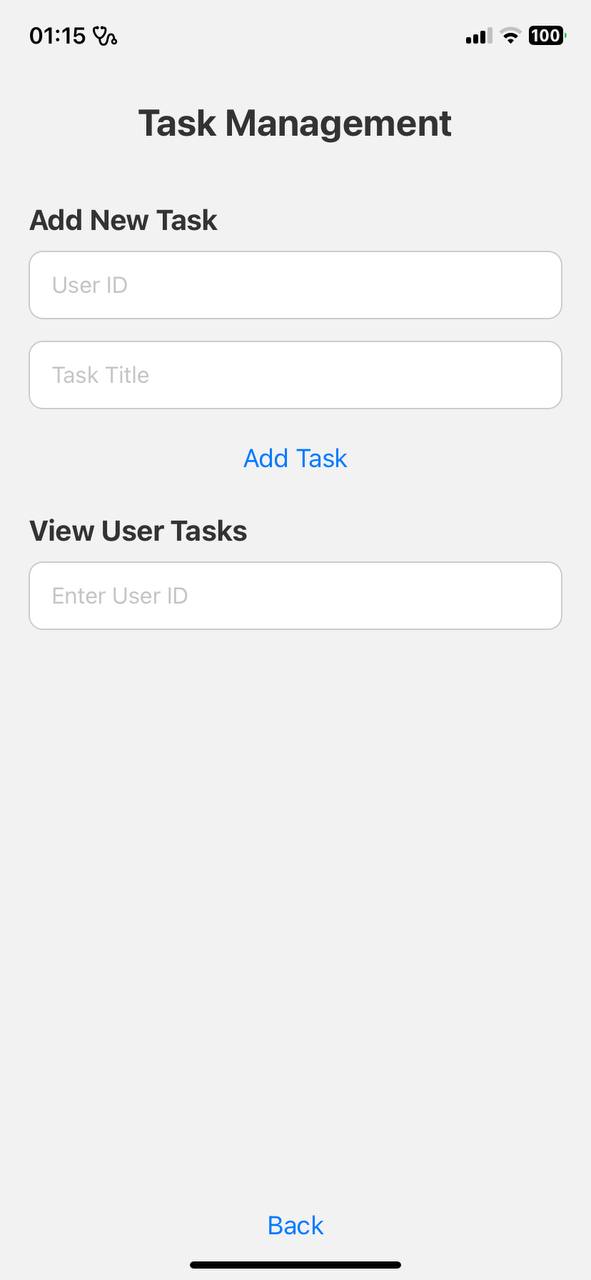 01:15
100
Task Management
Add New Task
User ID
Task Title
Add Task
View User Tasks
Enter User ID
Back